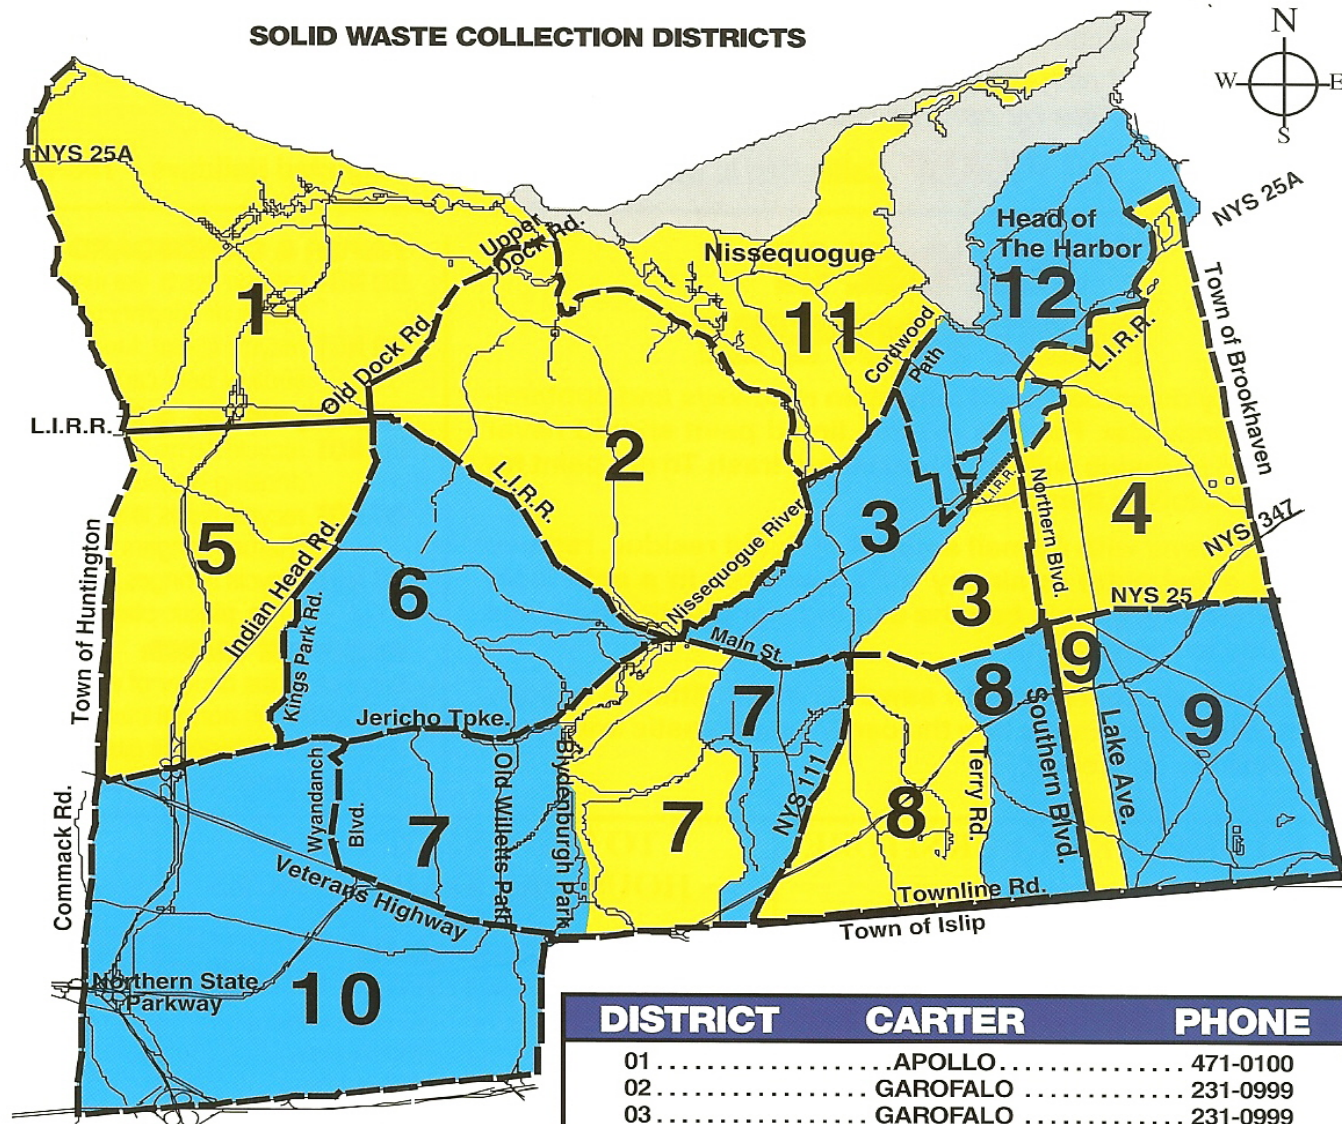 SOLID WASTE COLLECTION DISTRICTS
N
W
E
S
NYS 25A
NYS 25A
Upper
Dock Rd.
Head of
The Harbor
12
Nissequogue
11
1
Town of Brookhaven
Cordwood
Path
L.I.R.R.
Old Dock Rd.
L.I.R.R.
2
L.I.R.R.
L.I.R.R.
Northern Blvd.
4
NYS 347
3
5
Town of Huntington
Indian Head Rd.
6
Nissequogue River
3
NYS 25
Kings Park Rd.
Main St.
9
8
7
Jericho Tpke.
Southern Blvd.
Lake Ave.
9
Wyandanch
Blvd.
Old Willetts Path
Blydenburgh Park
NYS 111
Terry Rd.
Commack Rd.
7
7
8
Veterans Highway
Townline Rd.
Town of Islip
Northern State
Parkway
10
DISTRICT CARTER PHONE
01....................APOLLO...............471-0100
02..................GAROFALO.............231-0999
03..................GAROFALO.............231-0999